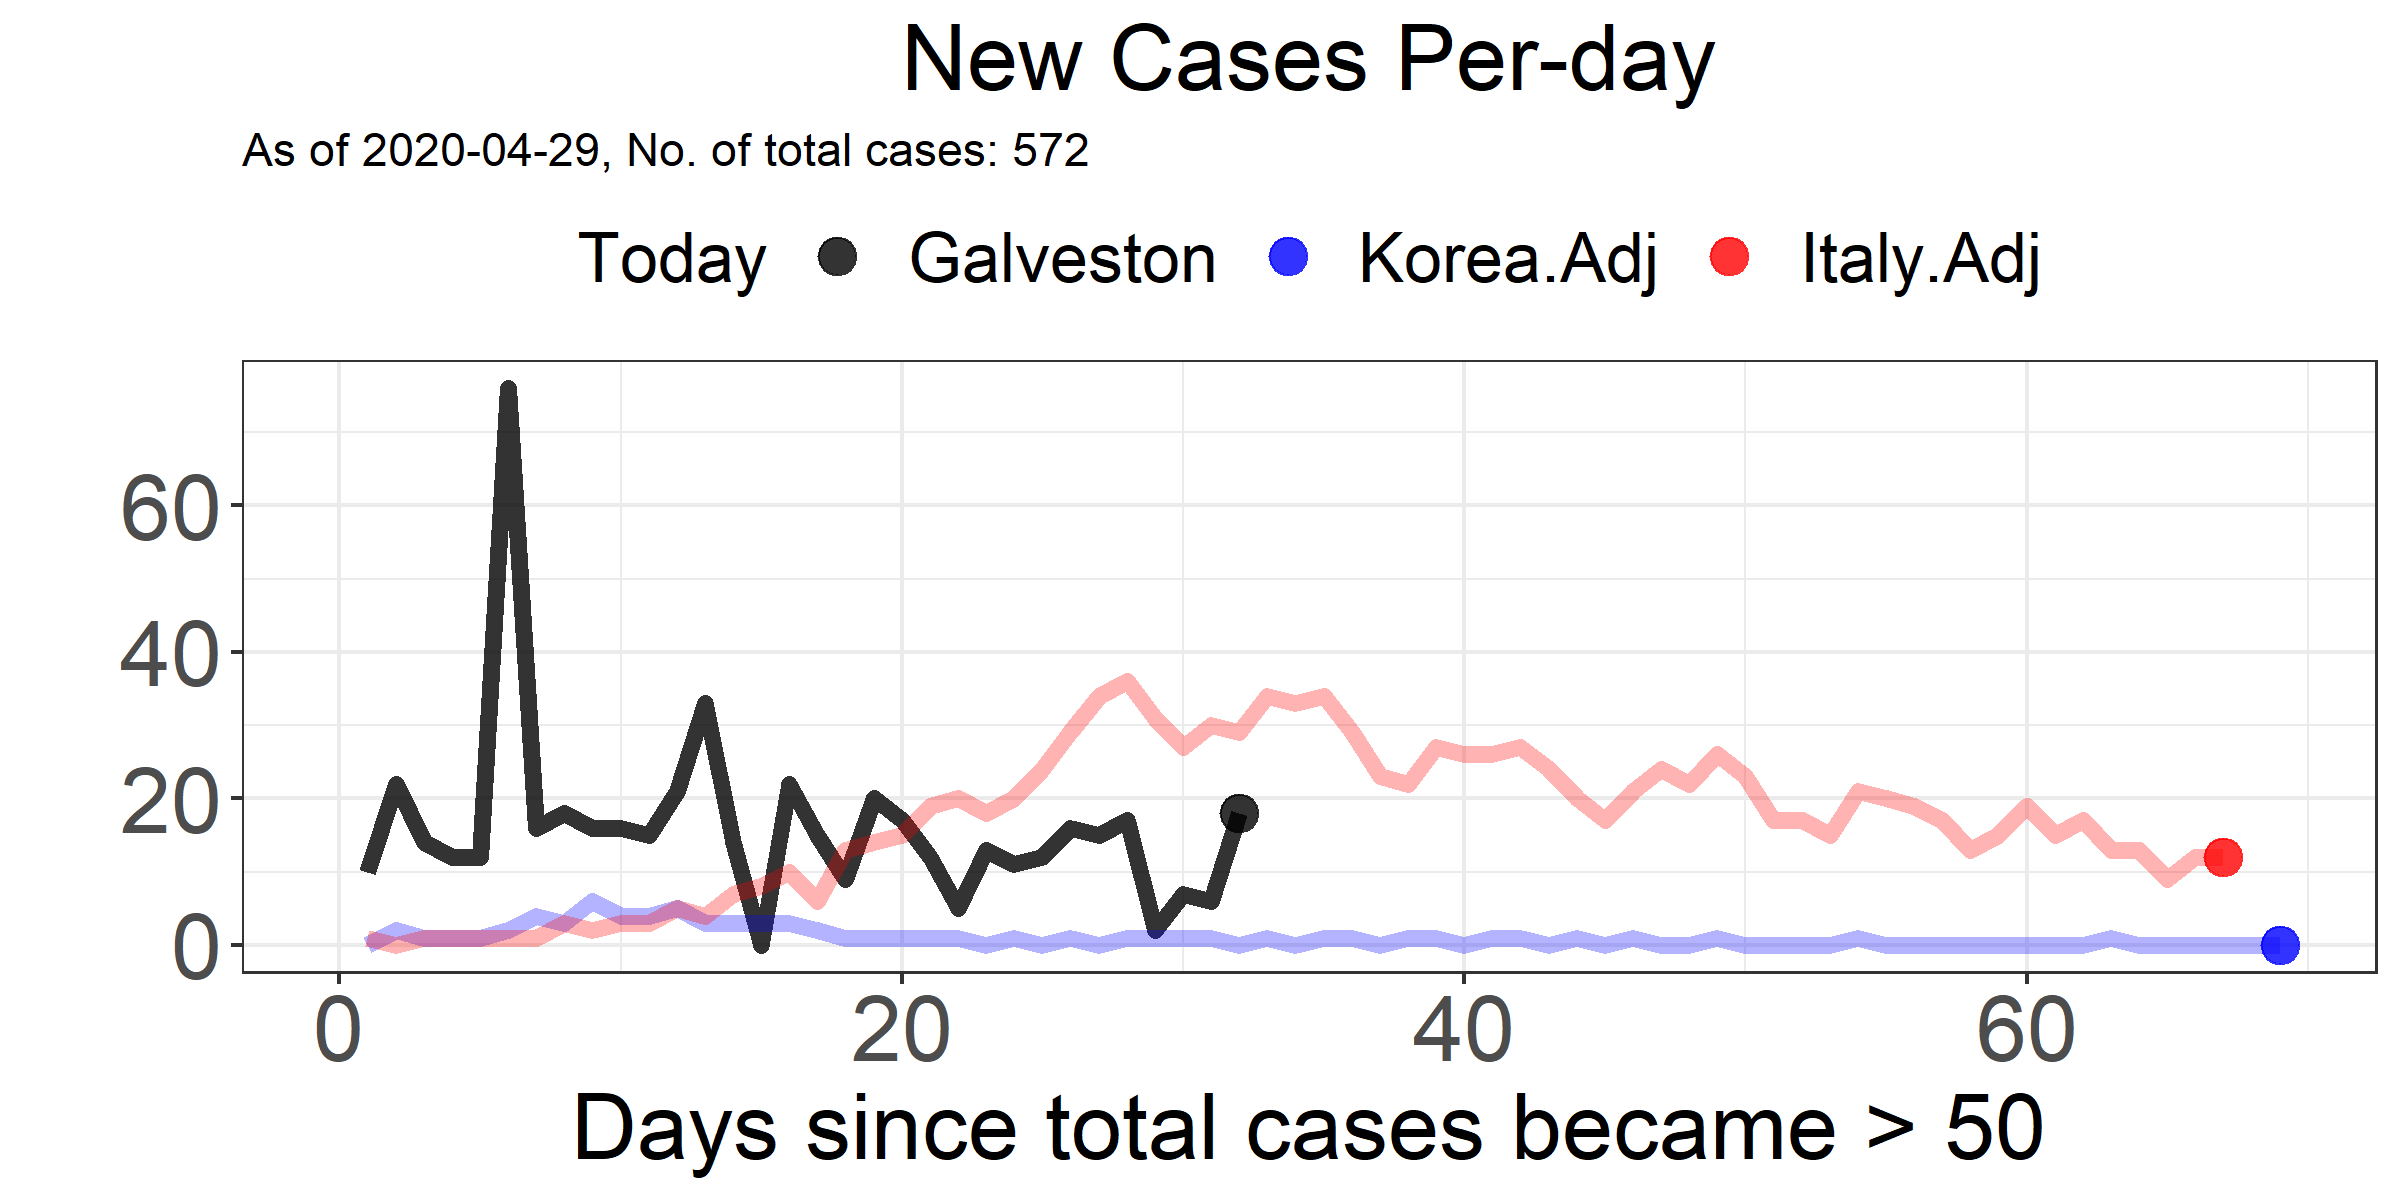 New Cases Per-day
As of 2020-04-29, No. of total cases: 572
Today Galveston Korea.Adj Italy.Adj
60
40
20
0
0 20 40 60
Days since total cases became > 50